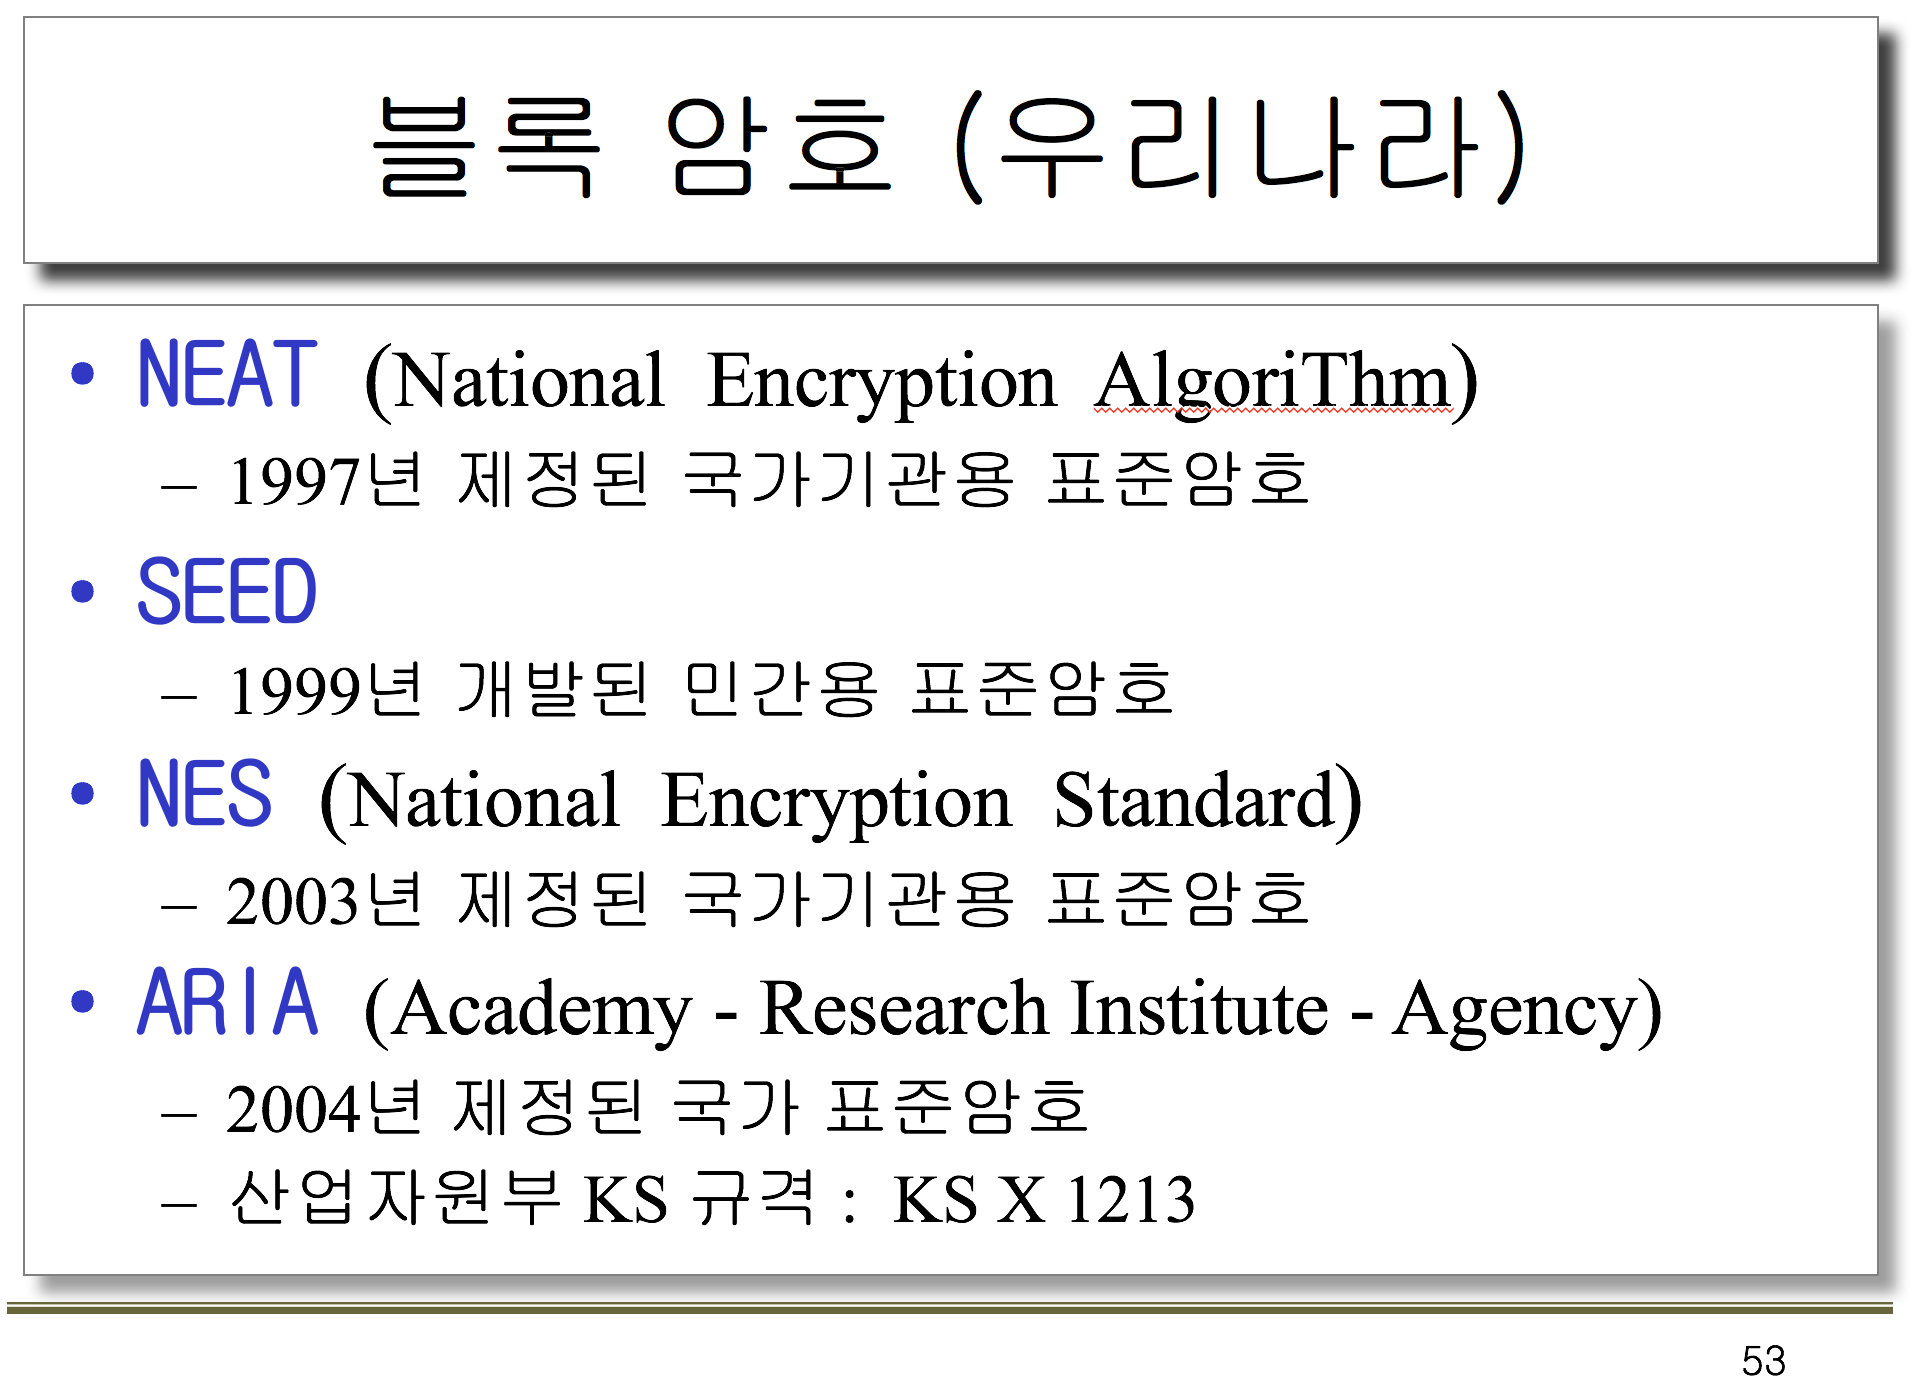 블록 암호 (우리나라)
• NEAT (National Encryption AlgoriThm)
– 1997년 제정된 국가기관용 표준암호
• SEED
– 1999년 개발된 민간용 표준암호
• NES (National Encryption Standard)
– 2003년 제정된 국가기관용 표준암호
• ARIA (Academy - Research Institute - Agency)
– 2004년 제정된 국가 표준암호
– 산업자원부 KS 규격 : KS X 1213
53